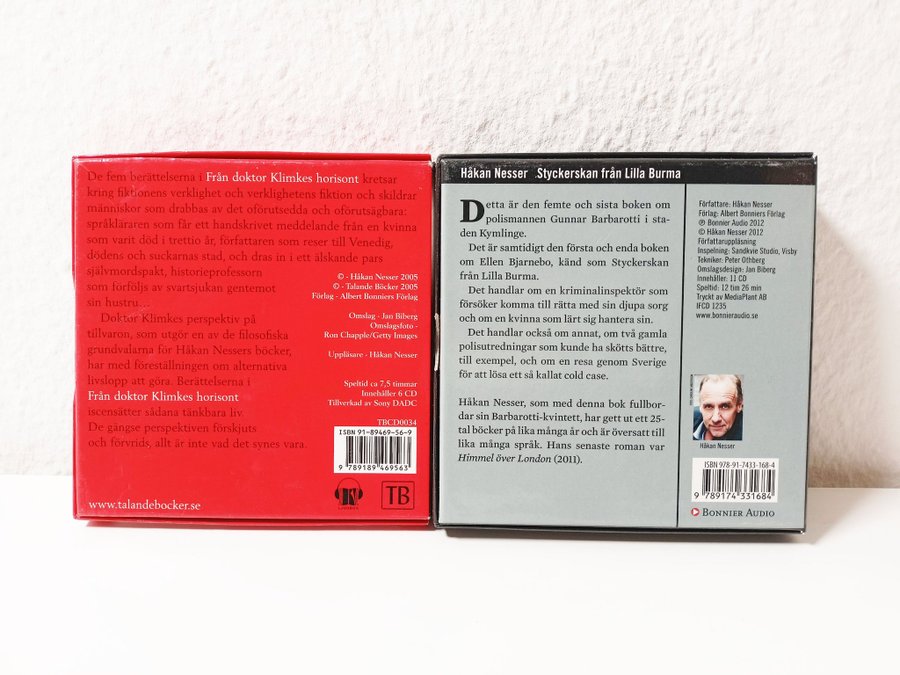 De fem berättelserna i Från doktor Klimkes horisont kretsar
kring fiktionens verklighet och verklighetens fiktion och skildrar
människor som drabbas av det oförutsedda och oförutsägbara:
språkläraren som får ett handskrivet meddelande från en kvinna
som varit död i trettio år, författaren som reser till Venedig,
dödens och suckarnas stad, och dras in i ett älskande pars
självmordspakt, historieprofessorn
som förföljs av svartsjukan gentemot
sin hustru...
Doktor Klimkes perspektiv på
tillvaron, som utgör en av de filosofiska
grundvalarna för Håkan Nessers böcker,
har med föreställningen om alternativa
livslopp att göra. Berättelserna i
Från doktor Klimkes horisont
iscensätter sådana tänkbara liv.
De gängse perspektiven förskjuts
och förvrids, allt är inte vad det synes vara.
© - Håkan Nesser 2005
© - Talande Böcker 2005
Förlag - Albert Bonniers Förlag
Omslag - Jan Biberg
Omslagsfoto -
Ron Chapple/Getty Images
Uppläsare - Håkan Nesser
Speltid ca 7,5 timmar
Innehåller 6 CD
Tillverkad av Sony DADC
TBCD0034
ISBN 91-89469-56-9
9 789189 469563
TB
www.talandebocker.se
Håkan Nesser Styckerskan från Lilla Burma
Detta är den femte och sista boken om
polismannen Gunnar Barbarotti i sta-
den Kymlinge.
Det är samtidigt den första och enda boken
om Ellen Bjarnebo, känd som Styckerskan
från Lilla Burma.
Det handlar om en kriminalinspektör som
försöker komma till rätta med sin djupa sorg
och om en kvinna som lärt sig hantera sin.
Det handlar också om annat, om två gamla
polisutredningar som kunde ha skötts bättre,
till exempel, och om en resa genom Sverige
för att lösa ett så kallat cold case.
Håkan Nesser, som med denna bok fullbor-
dar sin Barbarotti-kvintett, har gett ut ett 25-
tal böcker på lika många år och är översatt till
lika många språk. Hans senaste roman var
Himmel över London (2011).
Författare: Håkan Nesser
Förlag: Albert Bonniers Förlag
℗ Bonnier Audio 2012
© Håkan Nesser 2012
Författaruppläsning
Inspelning: Sandkvie Studio, Visby
Tekniker: Peter Othberg
Omslagsdesign: Jan Biberg
Innehåller: 11 CD
Speltid: 12 tim 26 min
Tryckt av MediaPlant AB
IFCD 1235
www.bonnieraudio.se
Håkan Nesser
ISBN 978-91-7433-168-4
9 789174 331684
BONNIER AUDIO